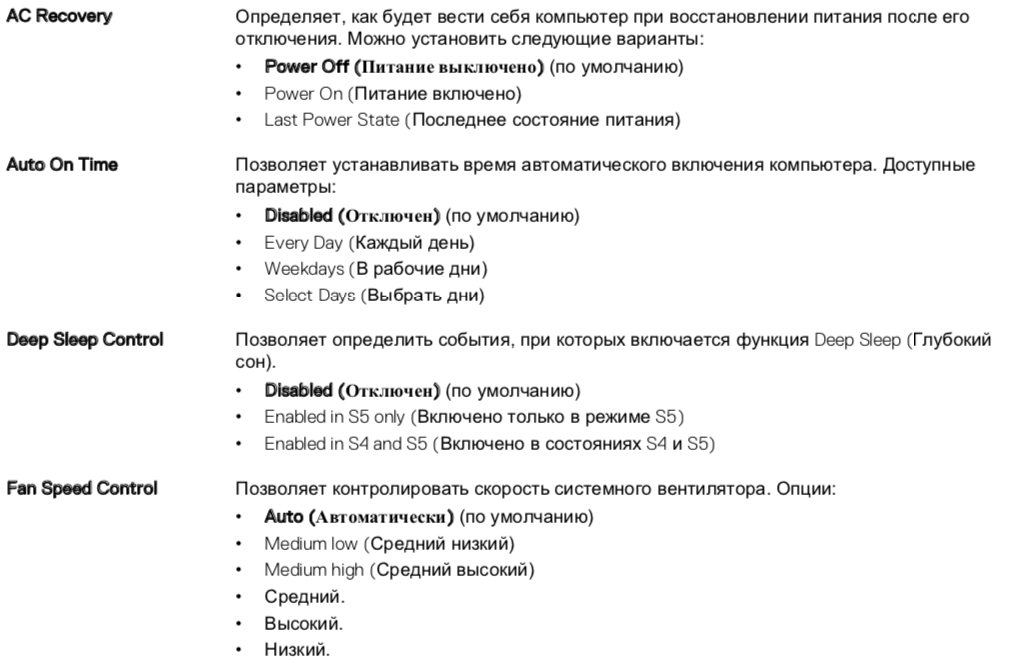 AC Recovery Определяет, как будет вести себя компьютер при восстановлении питания после его
отключения. Можно установить следующие варианты:
• Power Off (Питание выключено) (по умолчанию)
• Power On (Питание включено)
• Last Power State (Последнее состояние питания)
Auto On Time Позволяет устанавливать время автоматического включения компьютера. Доступные
параметры:
• Disabled (Отключен) (по умолчанию)
• Every Day (Каждый день)
• Weekdays (В рабочие дни)
• Select Days (Выбрать дни)
Deep Sleep Control Позволяет определить события, при которых включается функция Deep Sleep (Глубокий
сон).
• Disabled (Отключен) (по умолчанию)
• Enabled in S5 only (Включено только в режиме S5)
• Enabled in S4 and S5 (Включено в состояниях S4 и S5)
Fan Speed Control Позволяет контролировать скорость системного вентилятора. Опции:
• Auto (Автоматически) (по умолчанию)
• Medium low (Средний низкий)
• Medium high (Средний высокий)
• Средний.
• Высокий.
• Низкий.